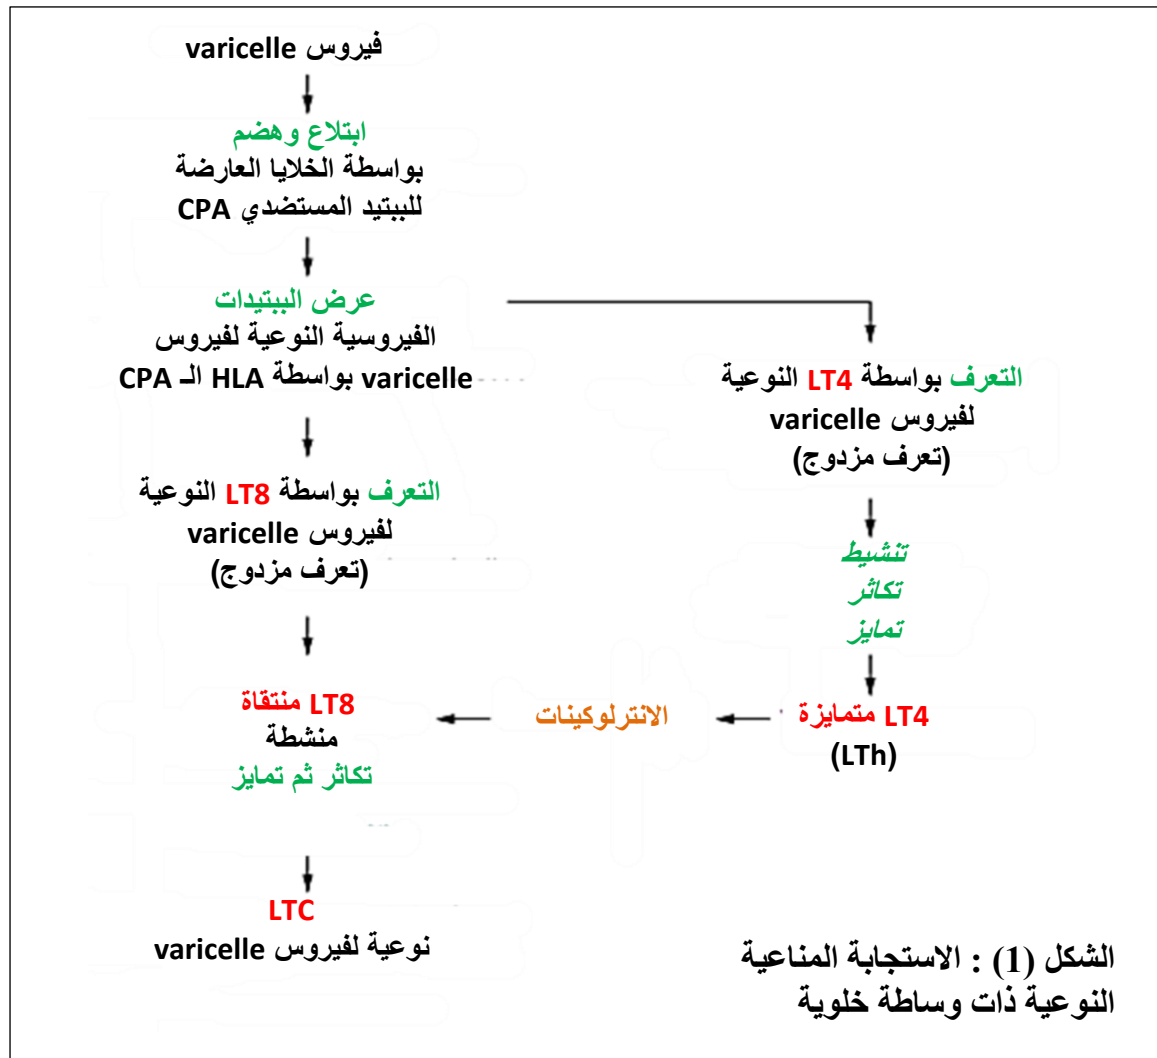 فيروس varicelle
ابتلاع وهضم
بواسطة الخلايا العارضة
للببتيد المستضدي CPA
عرض الببتيدات
الفيروسية النوعية لفيروس
varicelle بواسطة HLA الـ CPA
التعرف بواسطة LT8 النوعية
لفيروس varicelle
(تعرف مزدوج)
التعرف بواسطة LT4 النوعية
لفيروس varicelle
(تعرف مزدوج)
تنشيط
تكاثر
تمايز
LT4 متمايزة
(LTh)
الانترلوكينات
LT8 منتقاة
منشطة
تكاثر ثم تمايز
LTC
نوعية لفيروس varicelle
الشكل (1) : الاستجابة المناعية
النوعية ذات وساطة خلوية